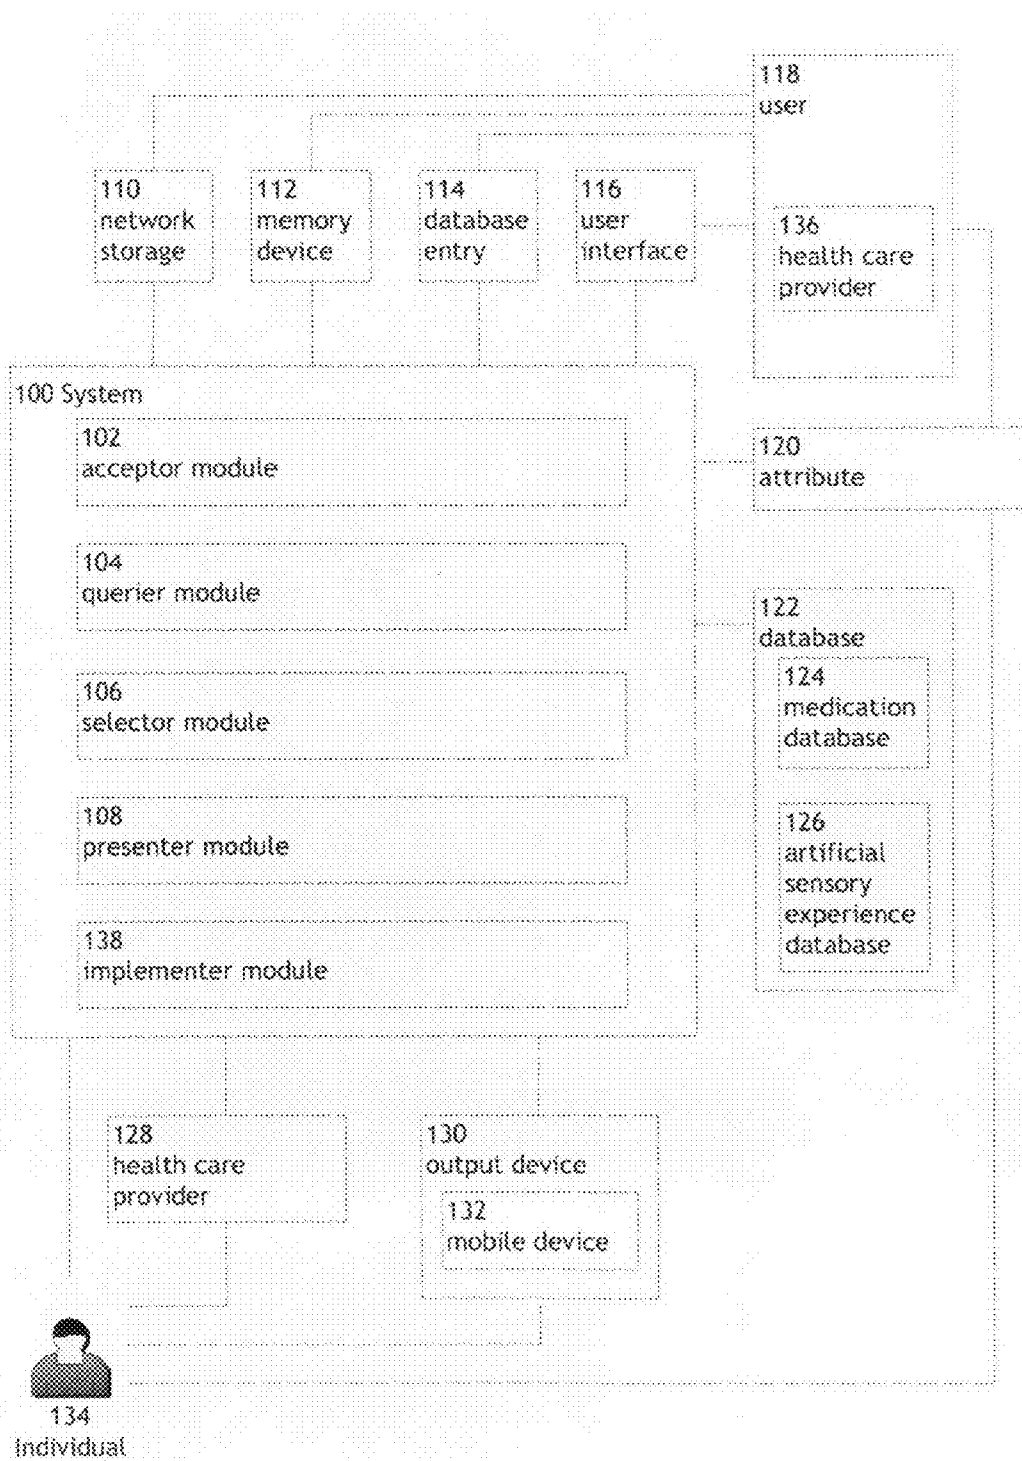 118
user
110
network
storage
112
memory
device
114
database
entry
116
user
interface
136
health care
provider
100 System
102
acceptor module
104
querier module
106
selector module
108
presenter module
138
implementer module
120
attribute
122
database
124
medication
database
126
artificial
sensory
experience
database
128
health care
provider
130
output device
132
mobile device
134
Individual